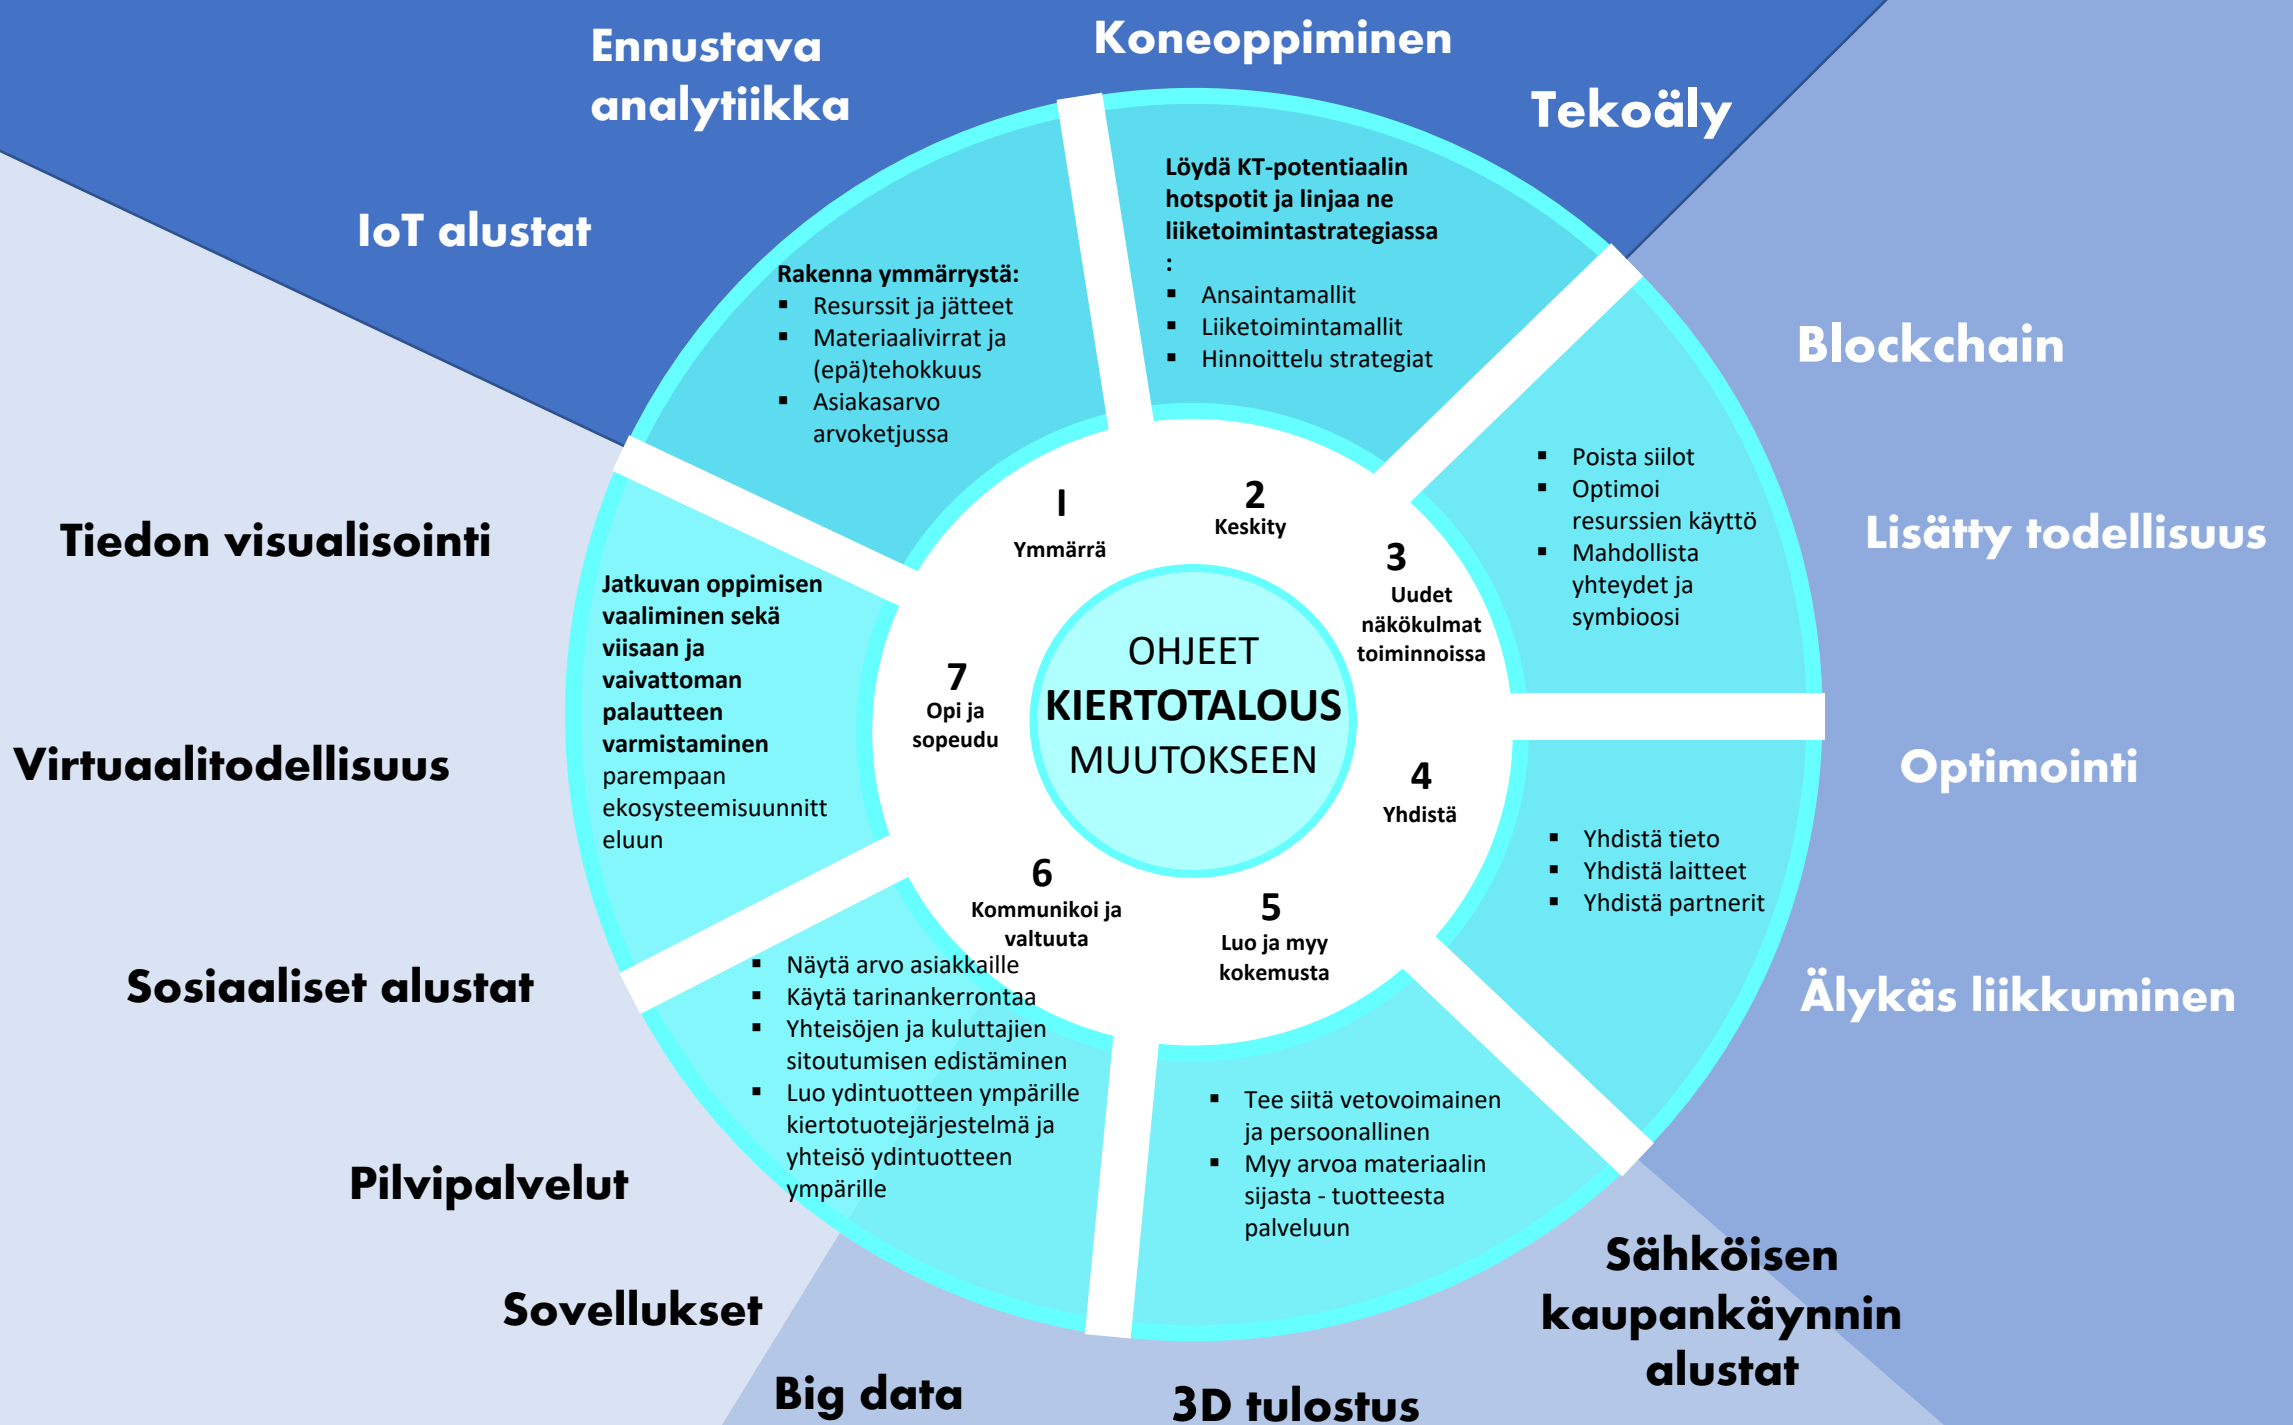 Ennustava
analytiikka
Koneoppiminen
Tekoäly
IoT alustat
Blockchain
Lisätty todellisuus
Optimointi
Älykäs liikkuminen
Sähköisen
kaupankäynnin
alustat
3D tulostus
Big data
Sovellukset
Pilvipalvelut
Sosiaaliset alustat
Virtuaalitodellisuus
Tiedon visualisointi
OHJEET
KIERTOTALOUS
MUUTOKSEEN
1
Ymmärrä
Rakenna ymmärrystä:
▪ Resurssit ja jätteet
▪ Materiaalivirrat ja
(epä)tehokkuus
▪ Asiakasarvo
arvoketjussa
2
Keskity
Löydä KT-potentiaalin
hotspotit ja linjaa ne
liiketoimintastrategiassa
:
▪ Ansaintamallit
▪ Liiketoimintamallit
▪ Hinnoittelu strategiat
3
Uudet
näkökulmat
toiminnoissa
▪ Poista siilot
▪ Optimoi
resurssien käyttö
▪ Mahdollista
yhteydet ja
symbioosi
4
Yhdistä
▪ Yhdistä tieto
▪ Yhdistä laitteet
▪ Yhdistä partnerit
5
Luo ja myy
kokemusta
▪ Tee siitä vetovoimainen
ja persoonallinen
▪ Myy arvoa materiaalin
sijasta - tuotteesta
palveluun
6
Kommunikoi ja
valtuuta
▪ Näytä arvo asiakkaille
▪ Käytä tarinankerrontaa
▪ Yhteisöjen ja kuluttajien
sitoutumisen edistäminen
▪ Luo ydintuotteen ympärille
kiertotuotejärjestelmä ja
yhteisö ydintuotteen
ympärille
7
Opi ja
sopeudu
Jatkuvan oppimisen
vaaliminen sekä
viisaan ja
vaivattoman
palautteen
varmistaminen
parempaan
ekosysteemisuunnitt
eluun